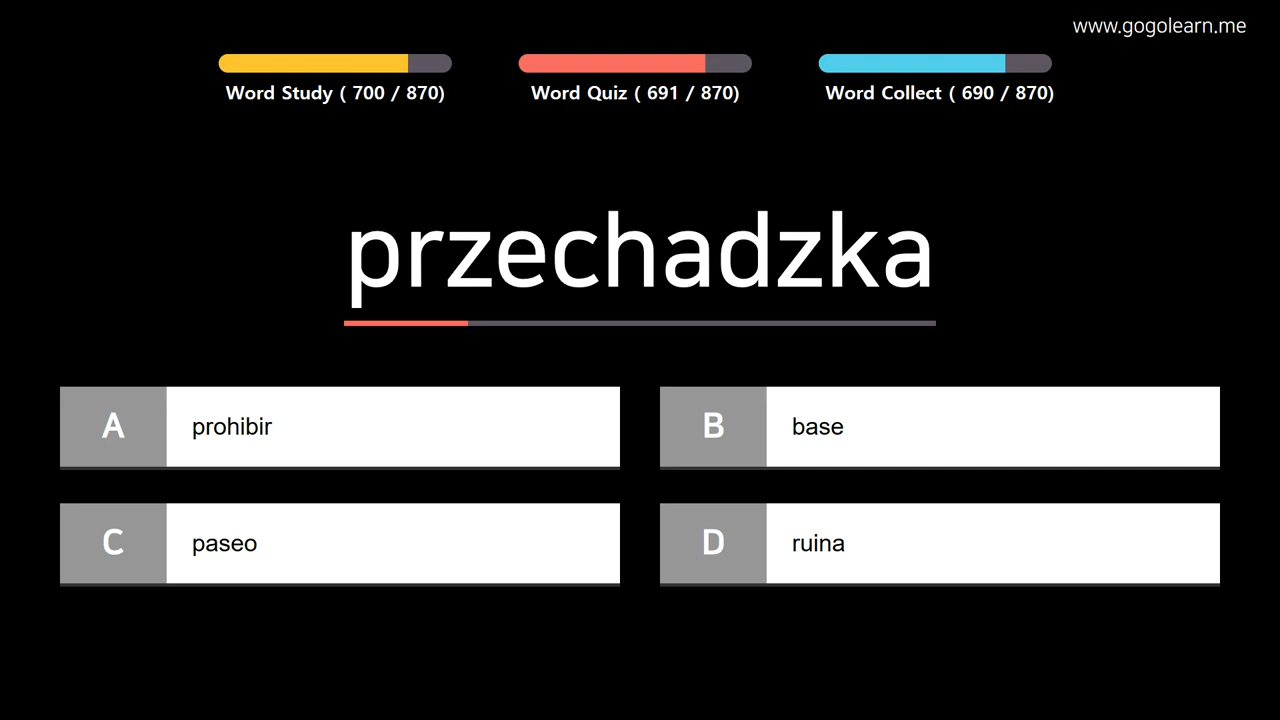 www.gogolearn.me
Word Study ( 700 / 870)
Word Quiz ( 691 / 870)
Word Collect ( 690 / 870)
przechadzka
A prohibir
B base
C paseo
D ruina